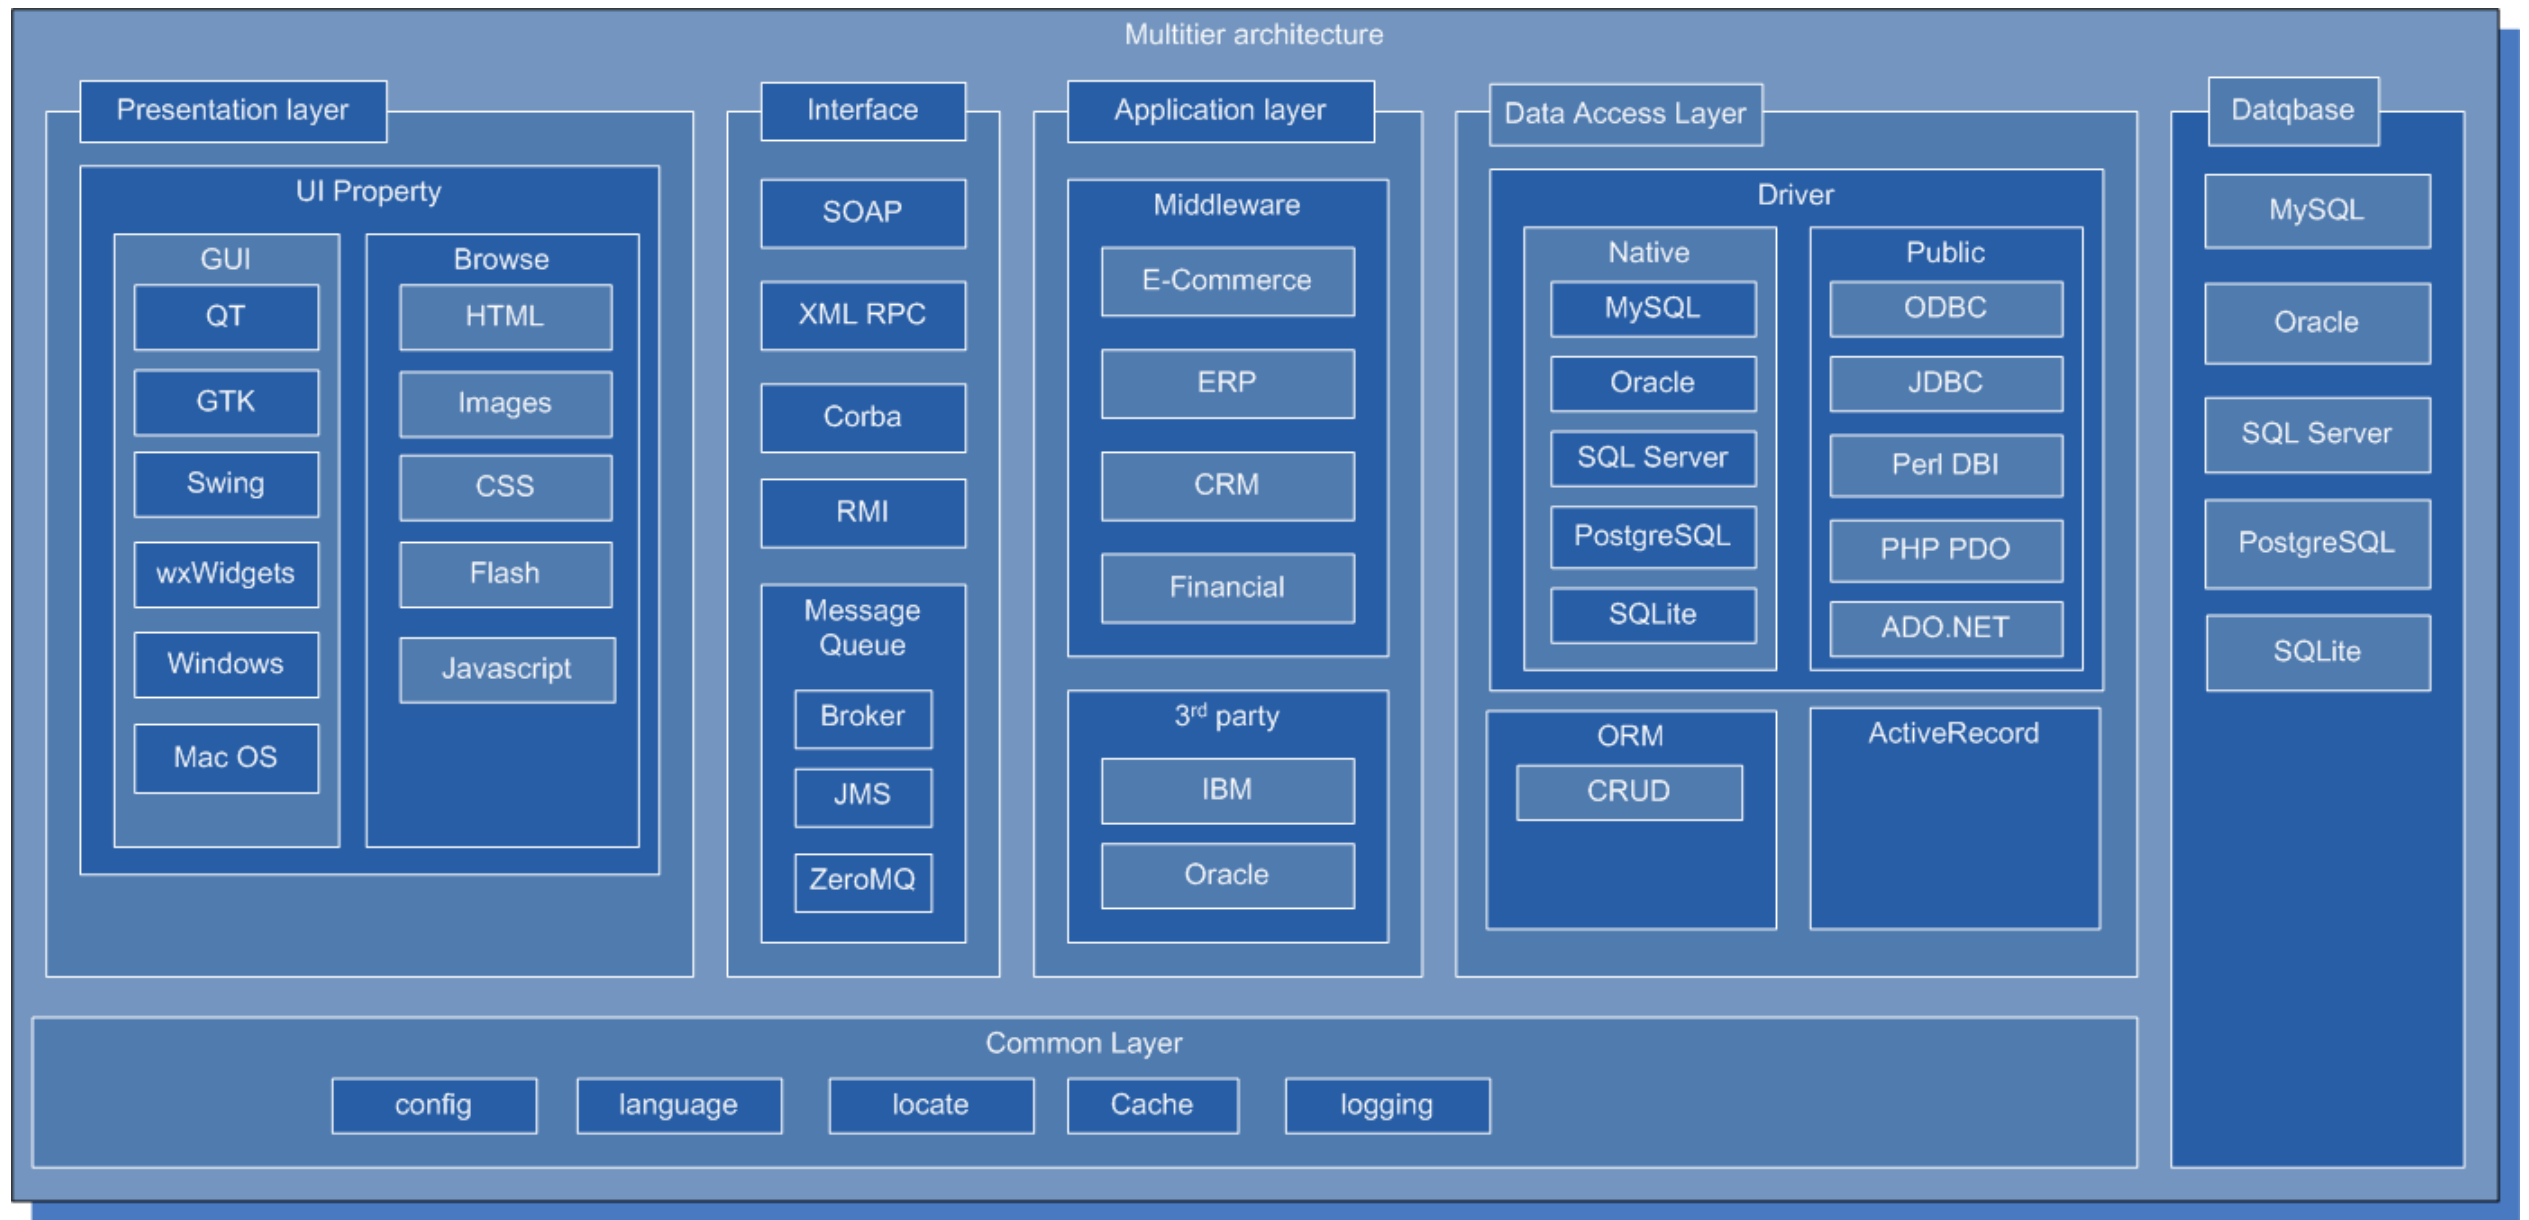 Multitier architecture
Presentation layer
UI Property
GUI
QT
GTK
Swing
wxWidgets
Windows
Mac OS
Browse
HTML
Images
CSS
Flash
Javascript
Interface
SOAP
XML RPC
Corba
RMI
Message
Queue
Broker
JMS
ZeroMQ
Application layer
Middleware
E-Commerce
ERP
CRM
Financial
3rd party
IBM
Oracle
Data Access Layer
Driver
Native
MySQL
Oracle
SQL Server
PostgreSQL
SQLite
Public
ODBC
JDBC
Perl DBI
PHP PDO
ADO.NET
ORM
CRUD
ActiveRecord
Datqbase
MySQL
Oracle
SQL Server
PostgreSQL
SQLite
Common Layer
config
language
locate
Cache
logging